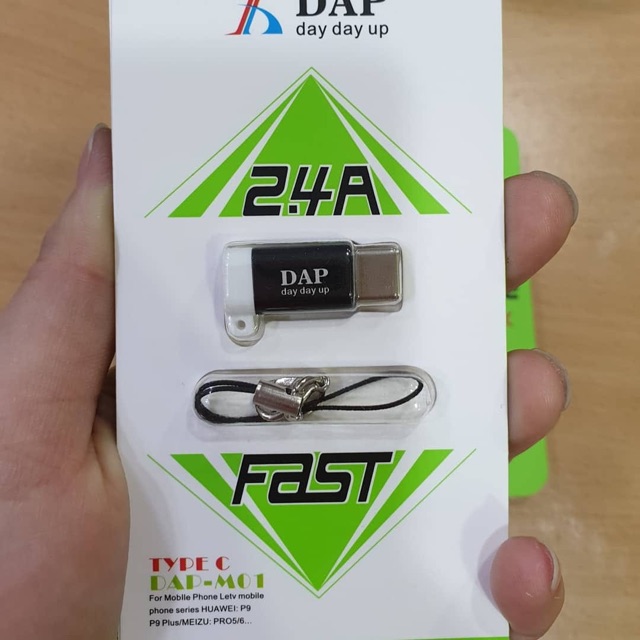 DAP
day day up
2.4A
DAP
day day up
FAST
TYPE C
DAP-M01
For Mobile Phone Letv mobile
phone series HUAWEI: P9
P9 Plus/MEIZU: PRO5/6...